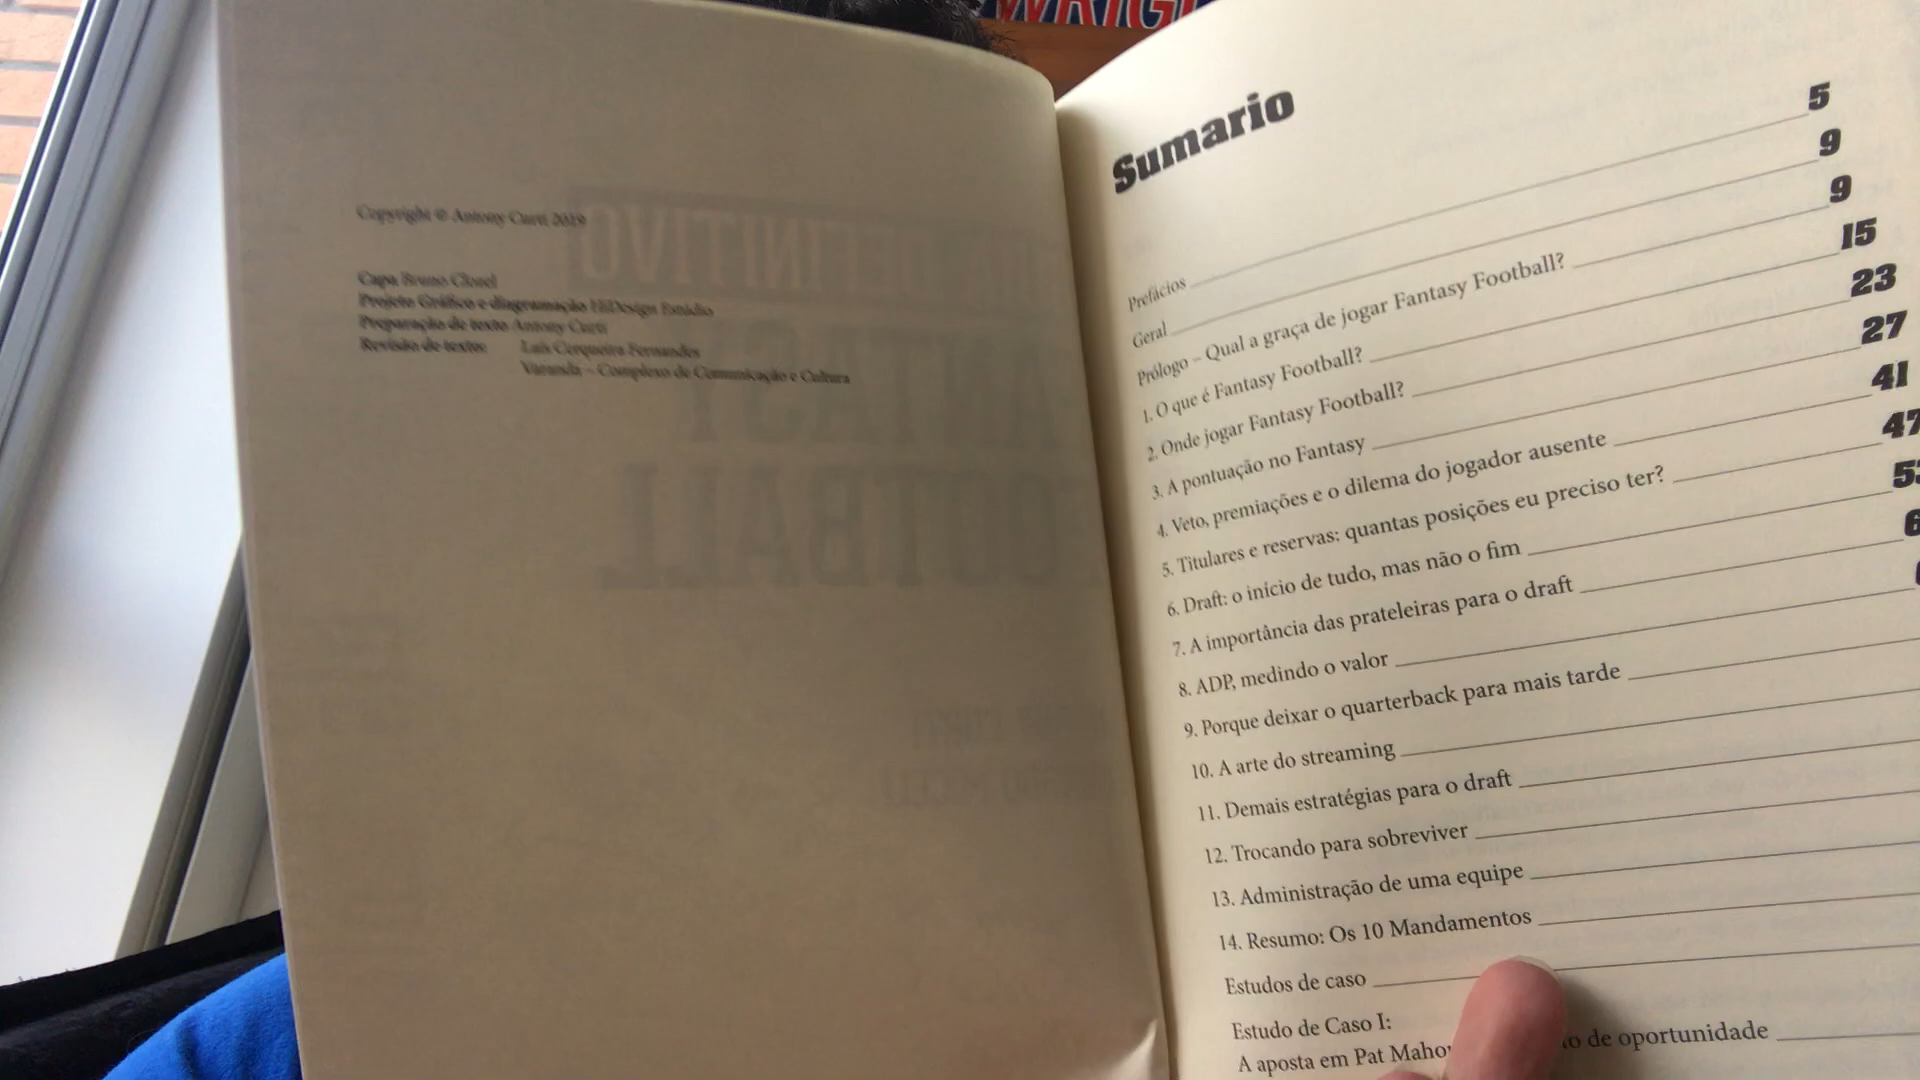 WRIG
Copyright © Antony Curti 2019
Capa Bruno Clonel
Projeto Gráfico e diagramação HiDesign Estúdio
Preparação de texto Antony Curti
Revisão de textos Luis Cerqueira Fernandes
Varanda – Complexo de Comunicação e Cultura
Sumario
Prefácios 5
Geral 9
Prólogo – Qual a graça de jogar Fantasy Football? 9
1. O que é Fantasy Football? 15
2. Onde jogar Fantasy Football? 23
3. A pontuação no Fantasy 27
4. Veto, premiações e o dilema do jogador ausente 41
5. Titulares e reservas: quantas posições eu preciso ter? 47
6. Draft: o início de tudo, mas não o fim
7. A importância das prateleiras para o draft
8. ADP, medindo o valor
9. Porque deixar o quarterback para mais tarde
10. A arte do streaming
11. Demais estratégias para o draft
12. Trocando para sobreviver
13. Administração de uma equipe
14. Resumo: Os 10 Mandamentos
Estudos de caso
Estudo de Caso I:
A aposta em Pat de oportunidade